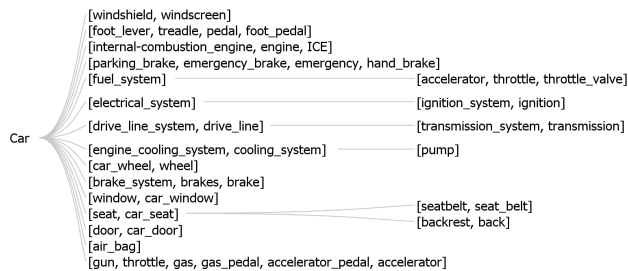 [windshield, windscreen]
[foot_lever, treadle, pedal, foot_pedal]
[internal-combustion_engine, engine, ICE]
[parking_brake, emergency_brake, emergency, hand_brake]
[fuel_system] [accelerator, throttle, throttle_valve]
[electrical_system] [ignition_system, ignition]
[drive_line_system, drive_line] [transmission_system, transmission]
Car
[engine_cooling_system, cooling_system] [pump]
[car_wheel, wheel]
[brake_system, brakes, brake]
[window, car_window]
[seat, car_seat]
[seatbelt, seat_belt]
[backrest, back]
[door, car_door]
[air_bag]
[gun, throttle, gas, gas_pedal, accelerator_pedal, accelerator]